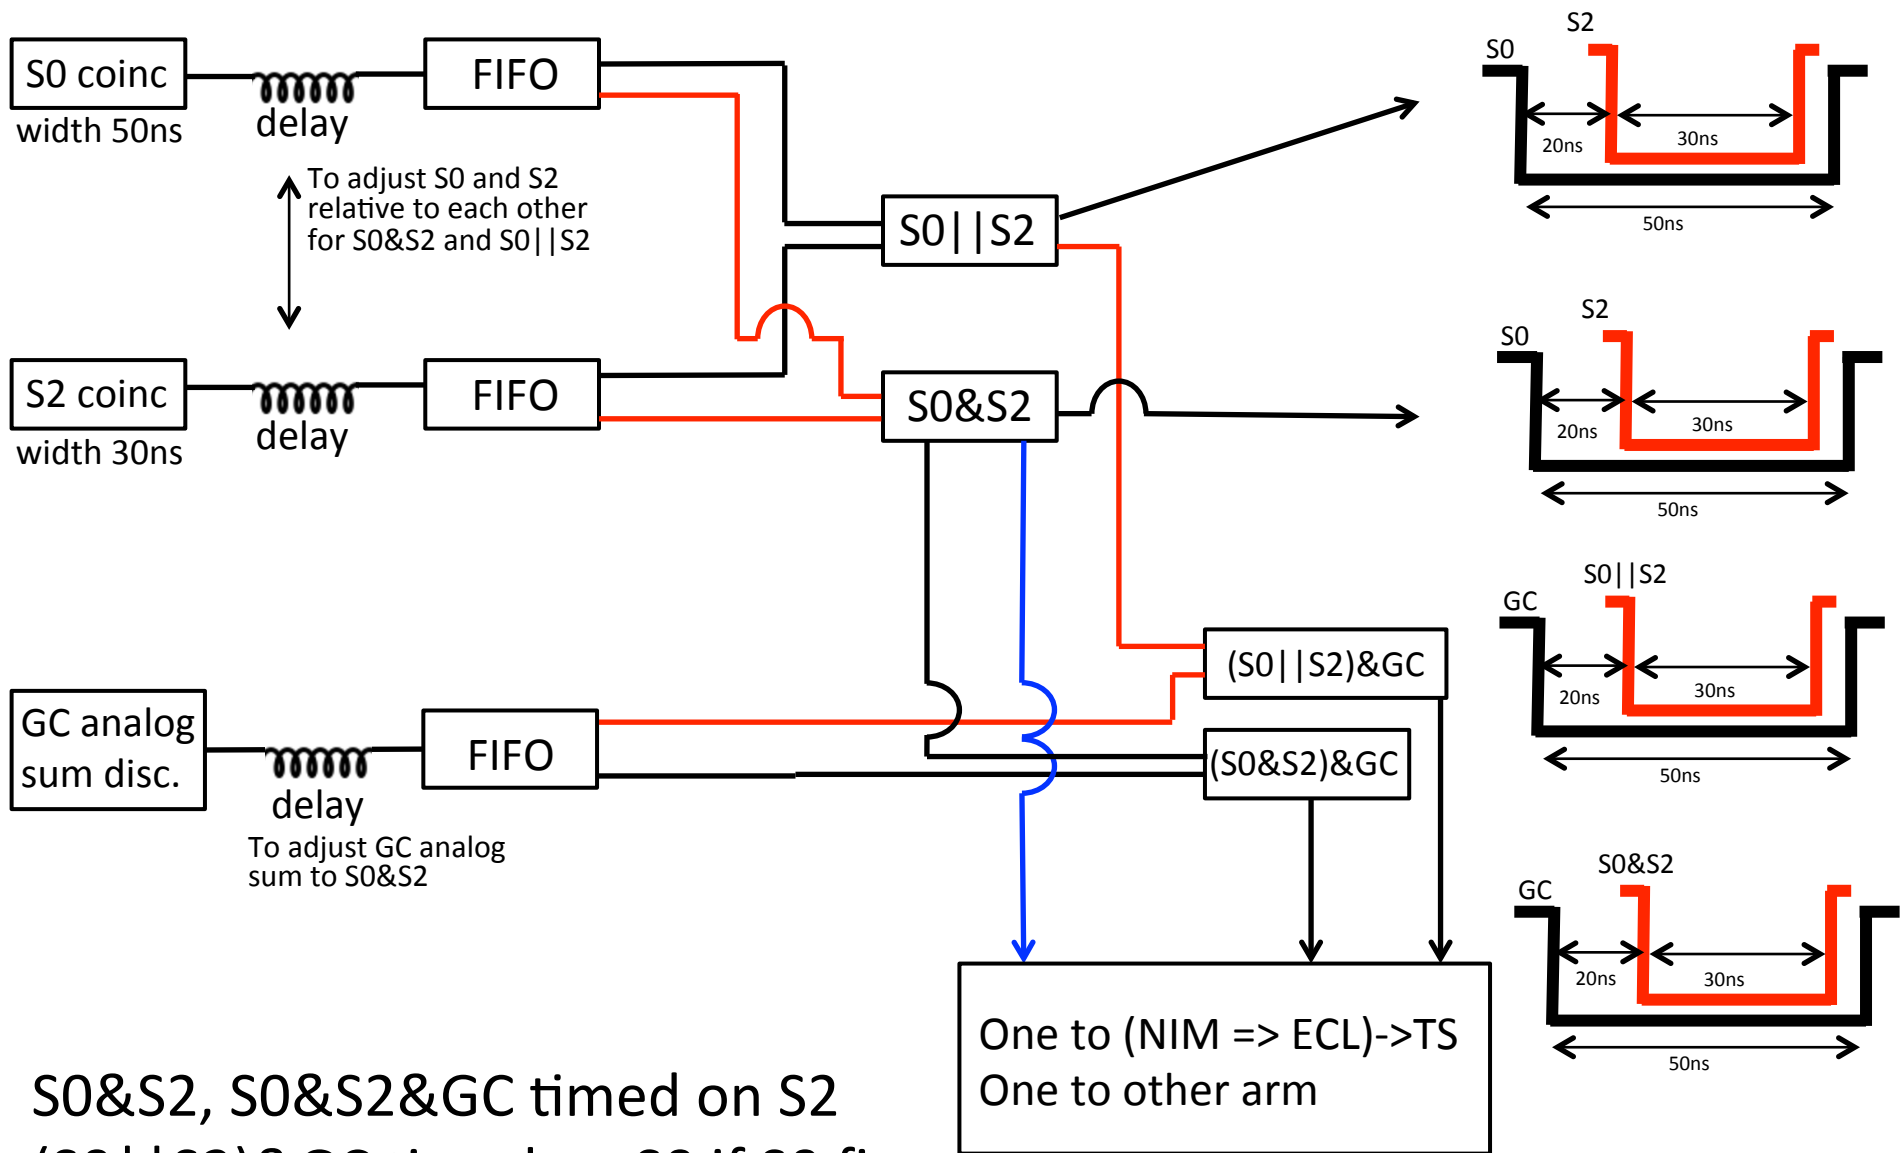 S0 coinc
width 50ns
delay
FIFO
To adjust S0 and S2
relative to each other
for S0&S2 and S0||S2
S2 coinc
width 30ns
delay
FIFO
S0||S2
S0&S2
GC analog
sum disc.
delay
To adjust GC analog
sum to S0&S2
FIFO
(S0||S2)&GC
(S0&S2)&GC
One to (NIM => ECL)->TS
One to other arm
S0&S2, S0&S2&GC timed on S2
S2
S0
20ns
30ns
50ns
S2
S0
20ns
30ns
50ns
S0||S2
GC
20ns
30ns
50ns
S0&S2
GC
20ns
30ns
50ns